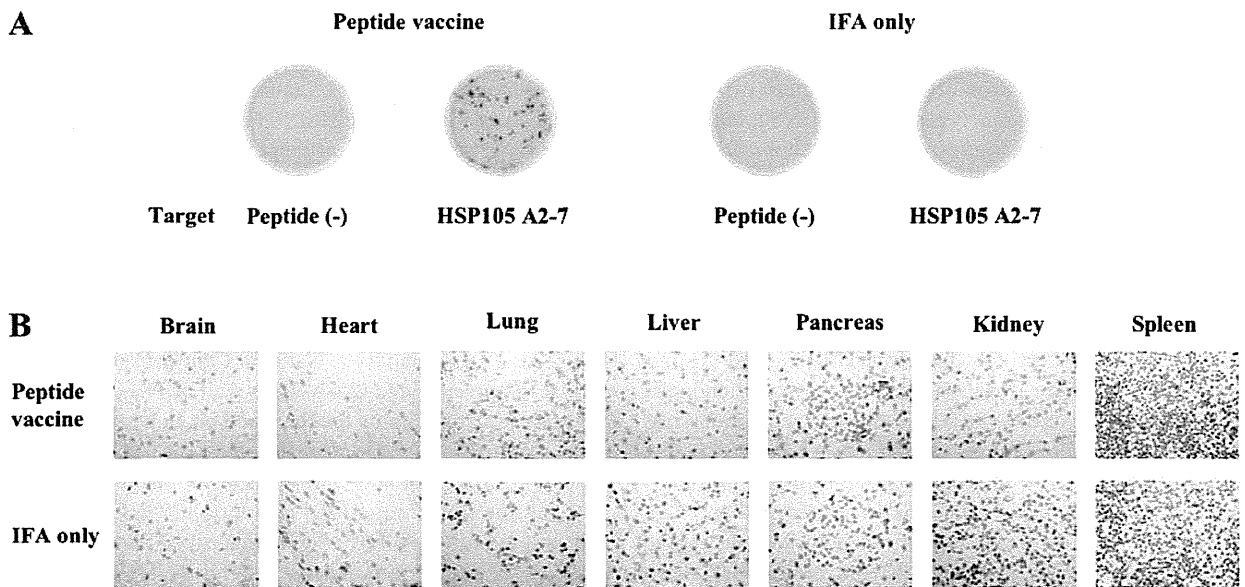 A
Peptide vaccine
IFA only
Target
Peptide (-)
HSP105 A2-7
Peptide (-)
HSP105 A2-7
B
Brain
Heart
Lung
Liver
Pancreas
Kidney
Spleen
Peptide
vaccine
IFA only